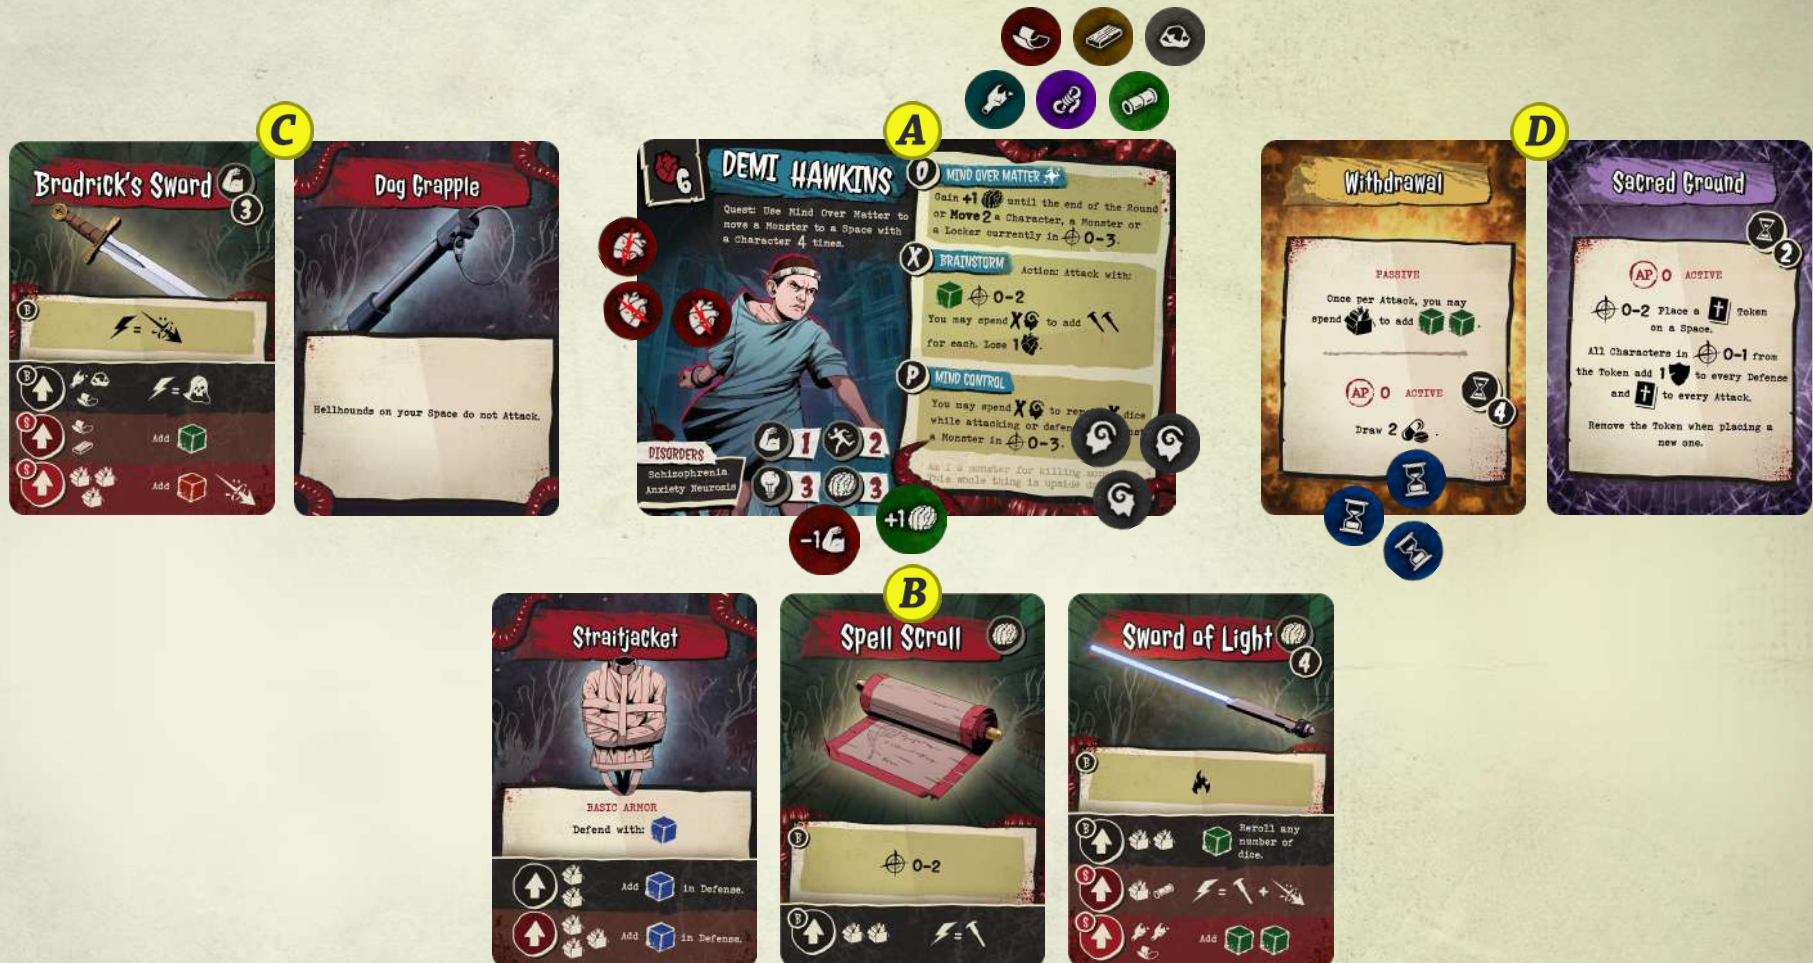 C
A
D
Brodrick's Sword
3
B
=
B
=
S
Add
S
Add
Dog Grapple
Hellhounds on your Space do not Attack.
6
DEMI HAWKINS
Quest: Use Mind Over Matter to
move a Monster to a Space with
a Character 4 times.
DISORDERS
Schizophrenia
Anxiety Neurosis
1
2
3
3
O
MIND OVER MATTER
Gain +1 until the end of the Round
or Move 2 a Character, a Monster or
a Locker currently in 0-3.
X
BRAINSTORM
Action: Attack with:
0-2
You may spend X to add
for each. Lose 1.
P
MIND CONTROL
You may spend X to dice
while attacking or
a Monster in 0-3.
This whole thing is upside
-1
+1
Withdrawal
PASSIVE
Once per Attack, you may
spend to add.
AP 0 ACTIVE
4
Draw 2.
Sacred Ground
2
AP 0 ACTIVE
0-2 Place a Token
on a Space.
All Characters in 0-1 from
the Token add 1 to every Defense
and to every Attack.
Remove the Token when placing a
new one.
B
Straitjacket
BASIC ARMOR
Defend with:
Add in Defense.
Add in Defense.
Spell Scroll
B
0-2
B
=
Sword of Light
4
B
B
Reroll any
number of
dice.
S
= +
S
Add